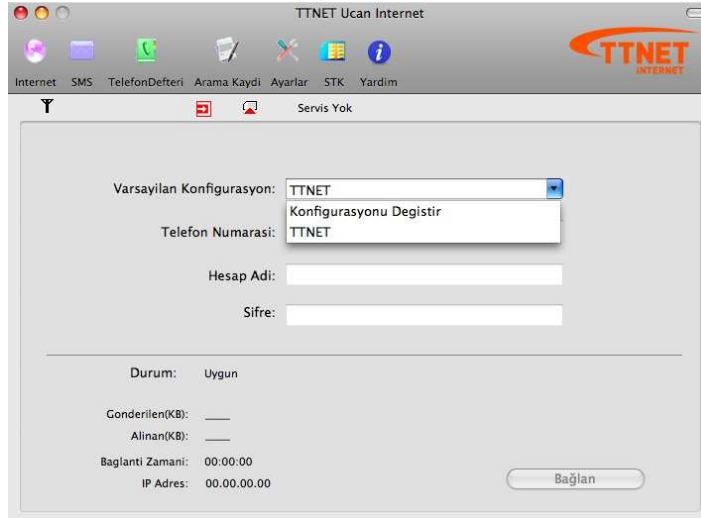 TTNET Ucan Internet
Internet SMS TelefonDefteri Arama Kaydi Ayarlar STK Yardim
TTNET
INTERNET
Servis Yok
Varsayilan Konfigurasyon: TTNET
Konfigurasyonu Degistir
Telefon Numarasi: TTNET
Hesap Adi:
Sifre:
Durum: Uygun
Gonderilen(KB):
Alinan(KB):
Baglanti Zamani: 00:00:00
IP Adres: 00.00.00.00
Bağlan